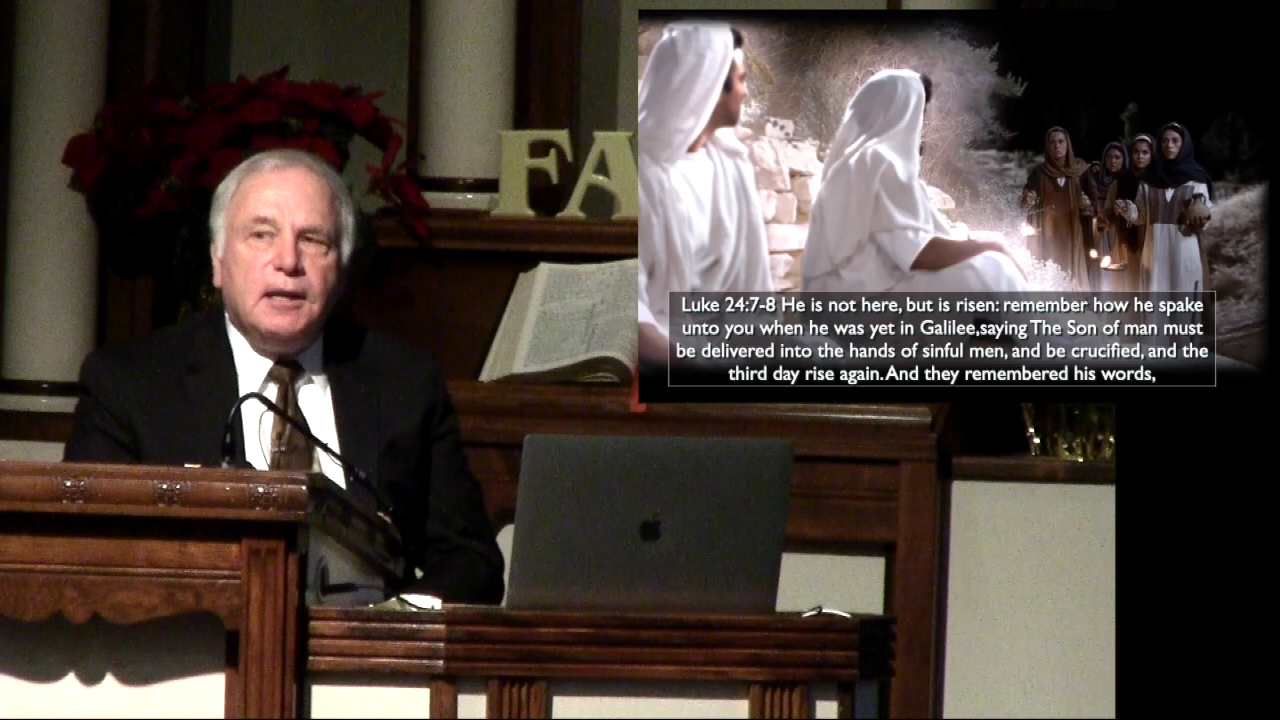 FA
Luke 24:7-8 He is not here, but is risen: remember how he spake
unto you when he was yet in Galilee,saying The Son of man must
be delivered into the hands of sinful men, and be crucified, and the
third day rise again. And they remembered his words,